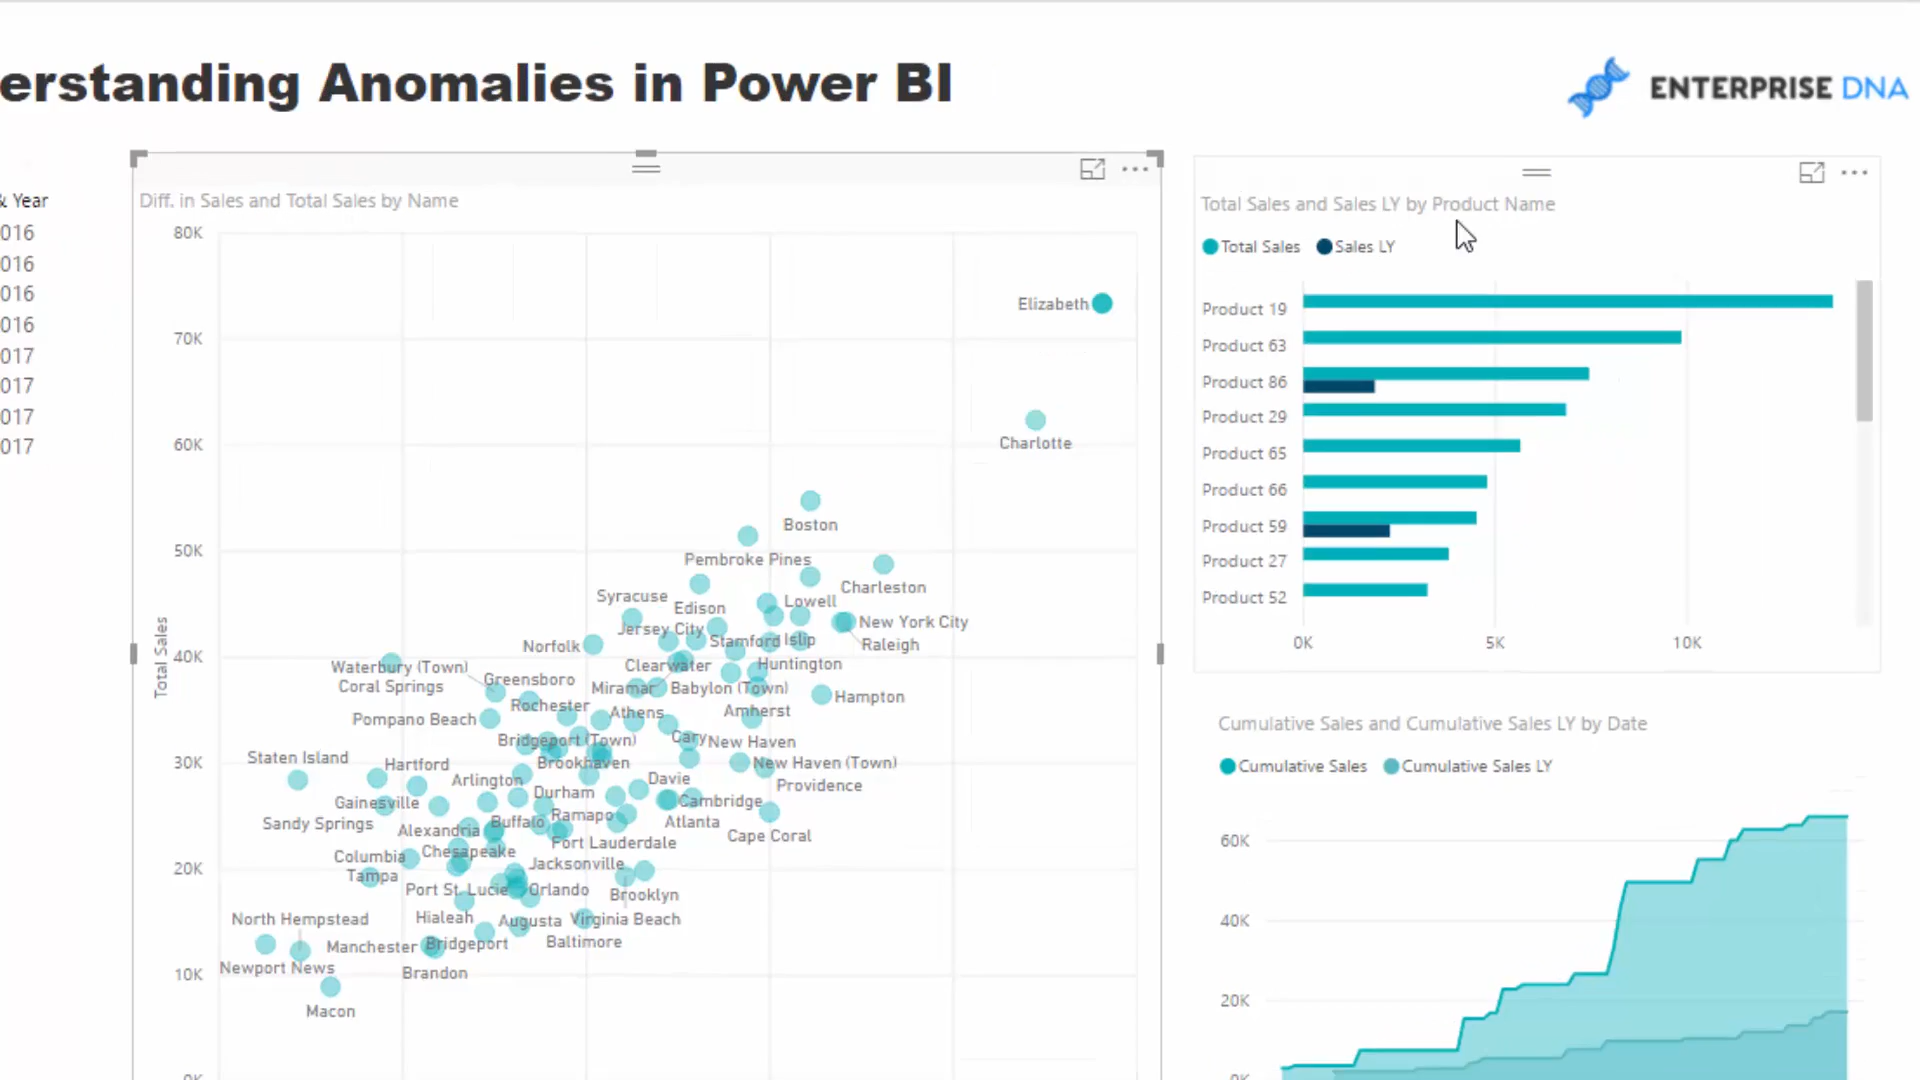 erstanding Anomalies in Power BI
ENTERPRISE DNA
& Year
016
016
016
016
017
017
017
017
Diff. in Sales and Total Sales by Name
80K
70K
60K
50K
40K
30K
20K
10K
0K
Total Sales
Elizabeth
Charlotte
Boston
Pembroke Pines
Charleston
Syracuse
Edison
Lowell
New York City
Jersey City
Stamford
Islip
Raleigh
Norfolk
Waterbury (Town)
Clearwater
Huntington
Coral Springs
Greensboro
Miramar
Babylon (Town)
Hampton
Rochester
Athens
Amherst
Pompano Beach
Bridgeport (Town)
Cary
New Haven
Staten Island
Hartford
Brookhaven
New Haven (Town)
Arlington
Davie
Providence
Gainesville
Durham
Cambridge
Sandy Springs
Alexandria
Buffalo
Ramapo
Atlanta
Cape Coral
Columbia
Chesapeake
Fort Lauderdale
Tampa
Jacksonville
Port St. Lucie
Orlando
Brooklyn
North Hempstead
Hialeah
Augusta
Virginia Beach
Manchester
Bridgeport
Baltimore
Newport News
Brandon
Macon
Total Sales and Sales LY by Product Name
Total Sales
Sales LY
Product 19
Product 63
Product 86
Product 29
Product 65
Product 66
Product 59
Product 27
Product 52
0K
5K
10K
Cumulative Sales and Cumulative Sales LY by Date
Cumulative Sales
Cumulative Sales LY
60K
40K
20K
0K